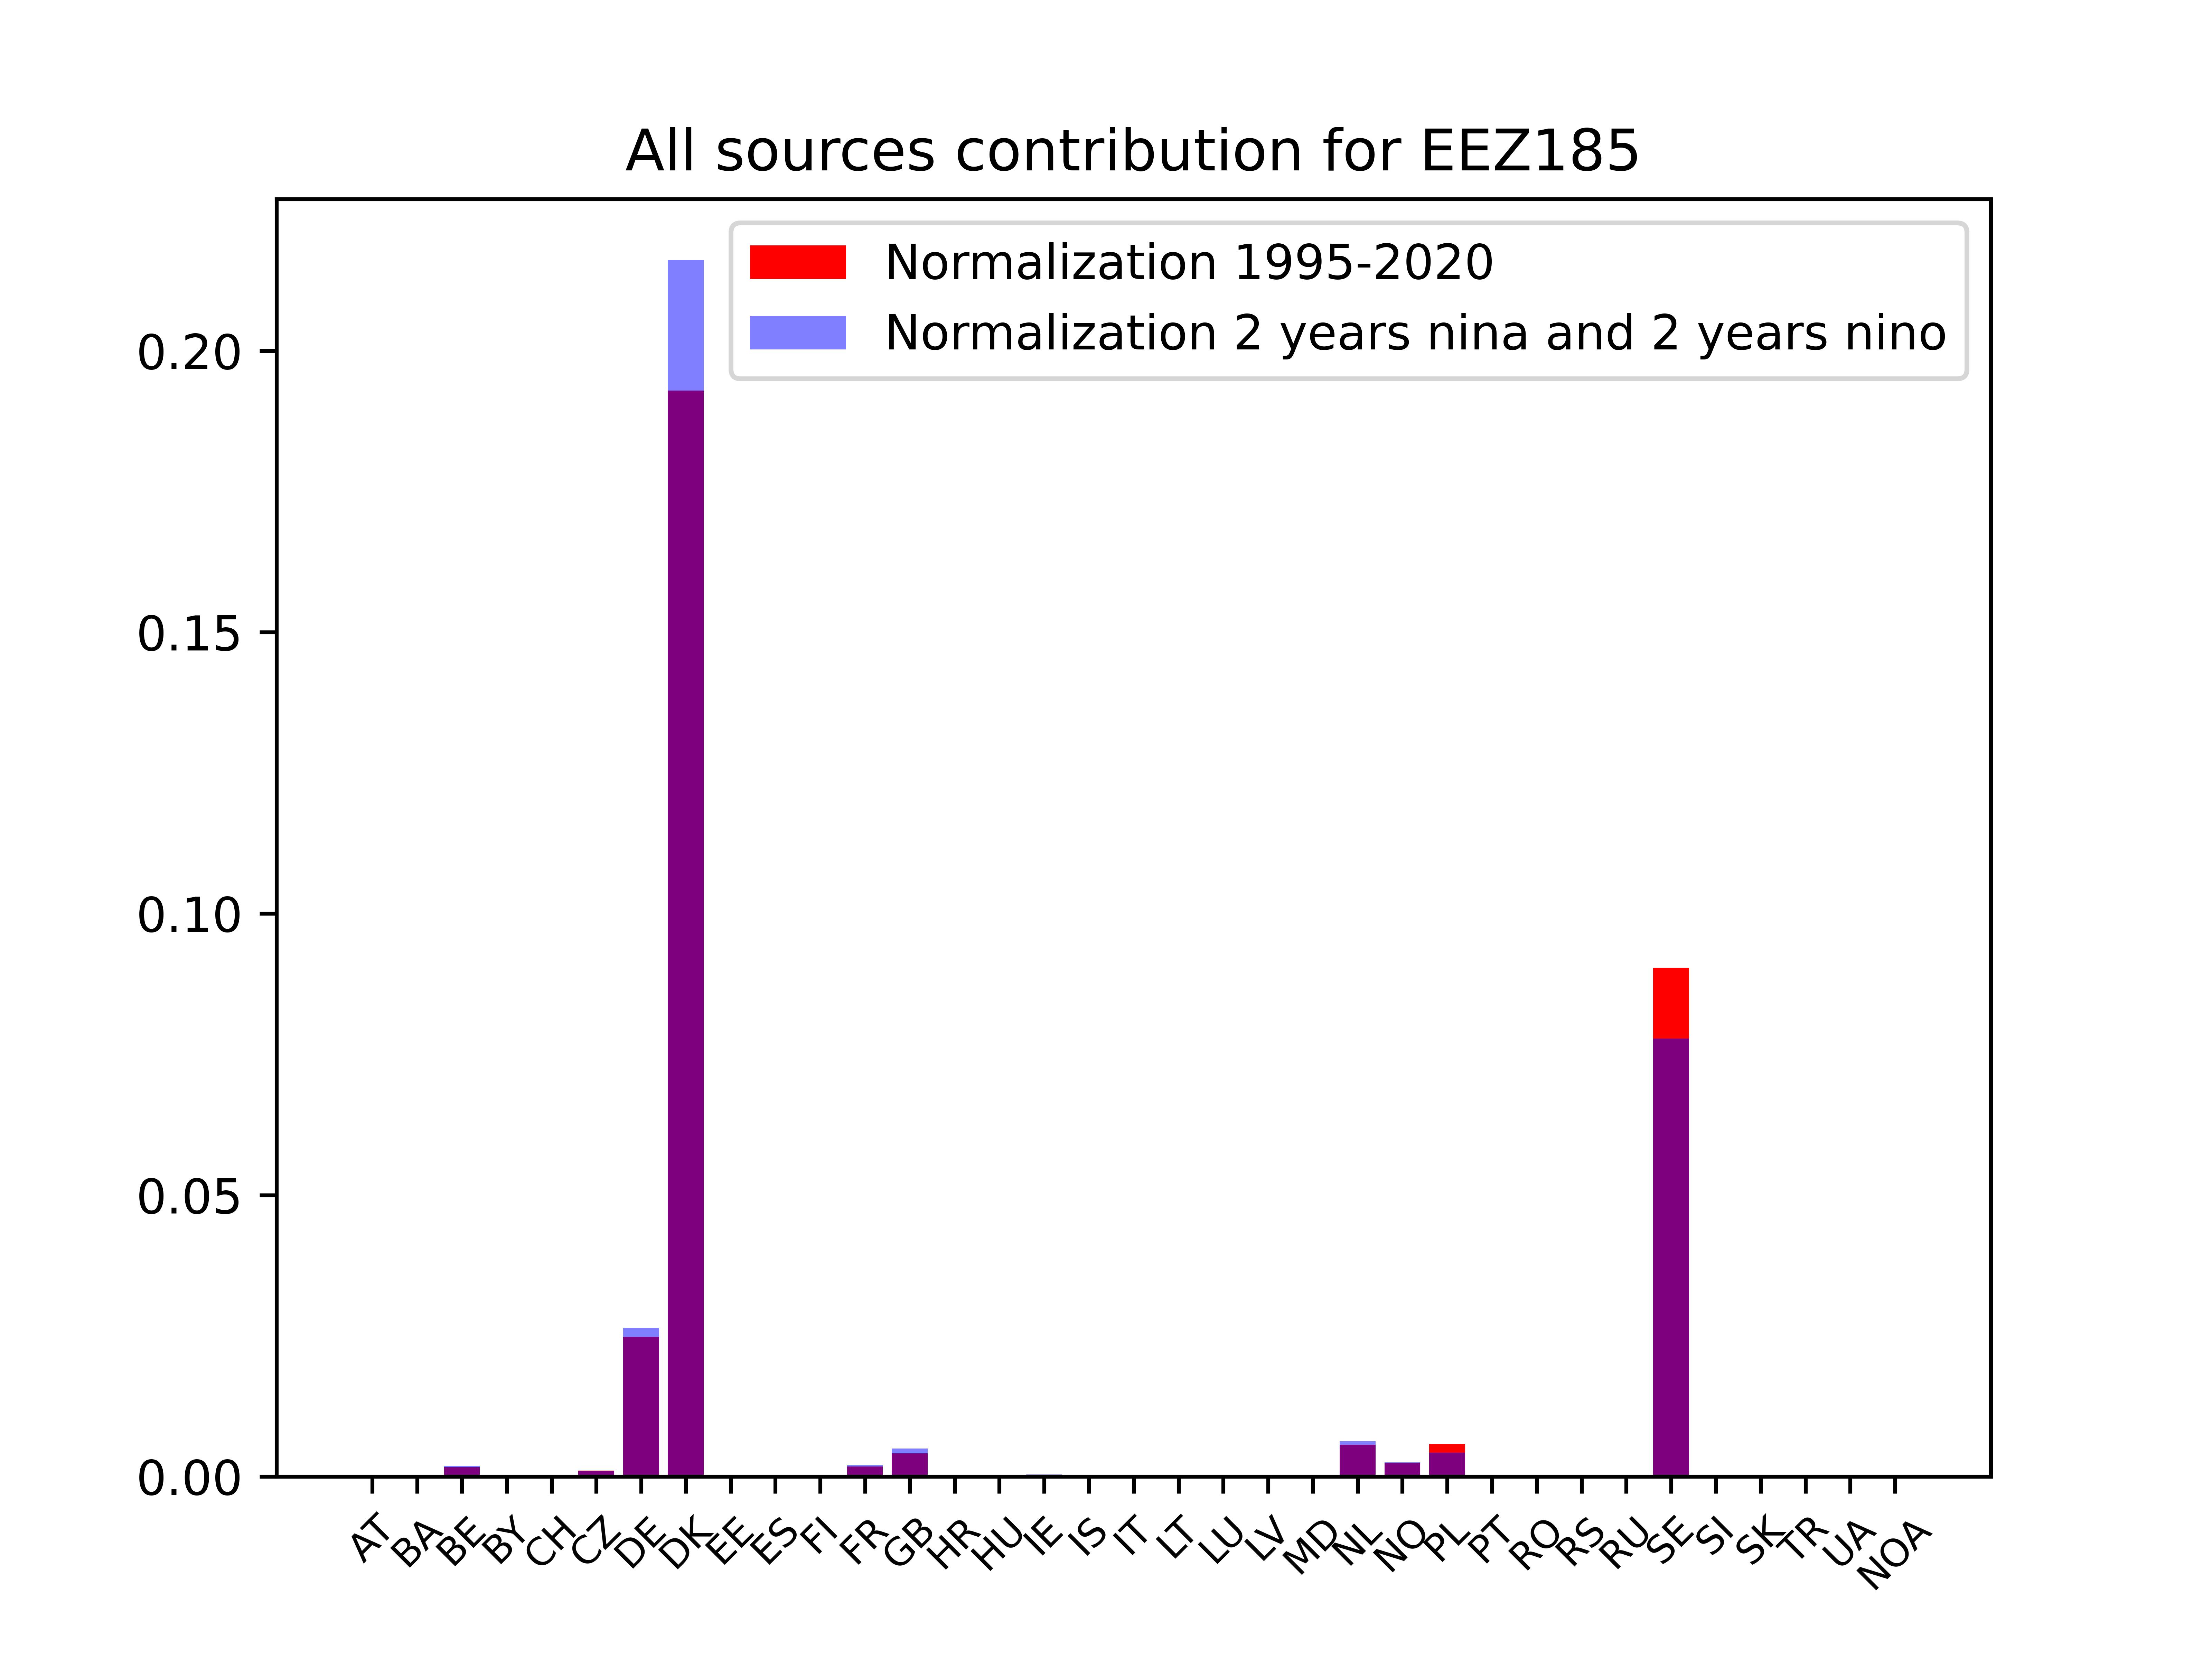 All sources contribution for EEZ185
Normalization 1995-2020
Normalization 2 years nina and 2 years nino
0.20
0.15
0.10
0.05
0.00
AT BA BE BY CH CZ DE DK EE ES FI FR GB HR HU IE IS IT LT LU LV MD NL NO PL PT RO RS RU SE SI SK TR UA NOA